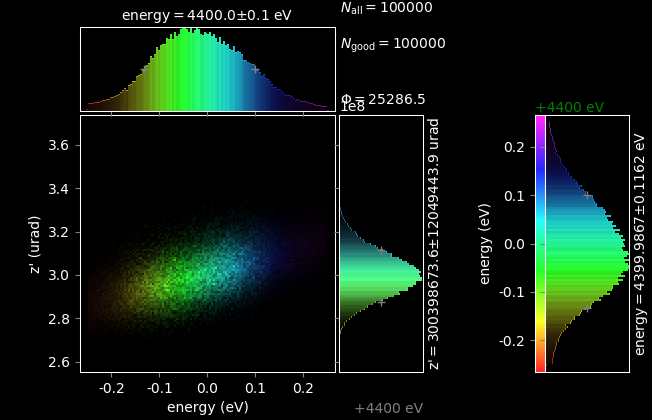 energy = 4400.0±0.1 eV
N_all = 100000
N_good = 100000
Φ = 25286.5
1e8
+4400 eV
3.6
3.4
3.2
3.0
2.8
2.6
z' (urad)
-0.2
-0.1
0.0
0.1
0.2
energy (eV)
z' = 300398673.6±12049443.9 urad
+4400 eV
0.2
0.1
0.0
-0.1
-0.2
energy (eV)
energy = 4399.9867±0.1162 eV